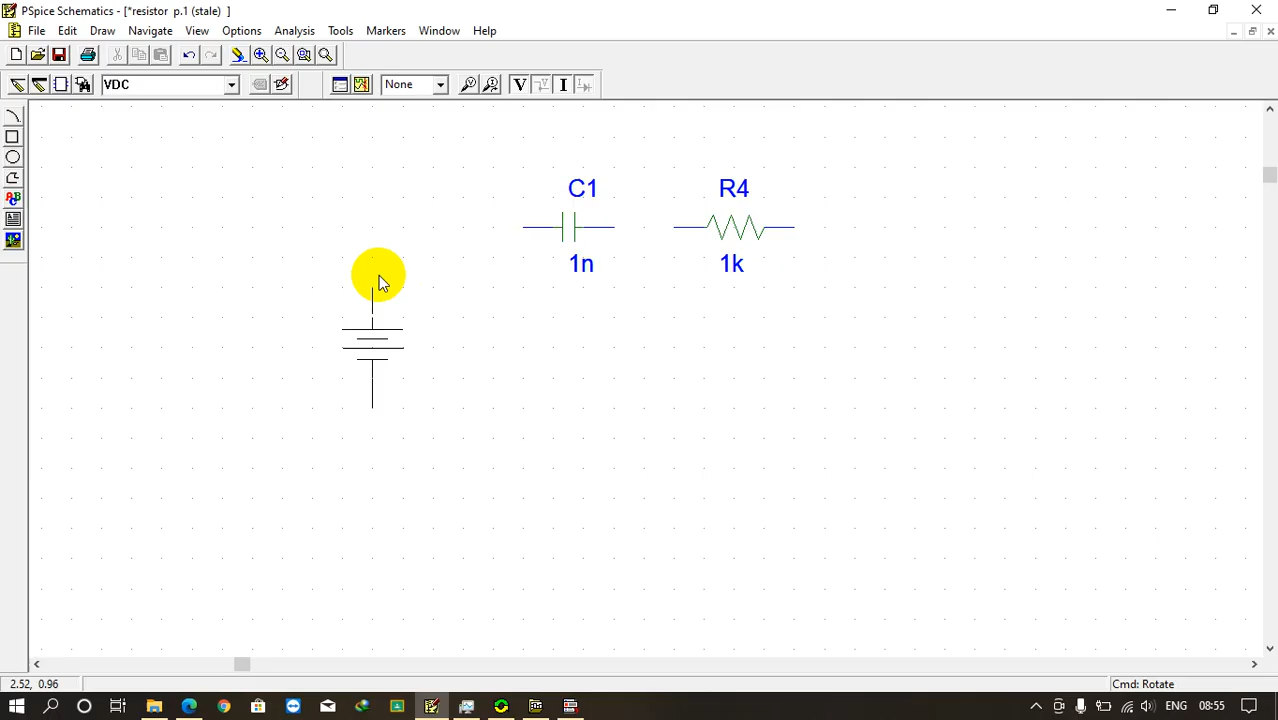 PSpice Schematics - [*resistor p.1 (stale) ]
File Edit Draw Navigate View Options Analysis Tools Markers Window Help
VDC None V I
ABC
C1 R4
1n 1k
2.52, 0.96 Cmd: Rotate
ENG 08:55